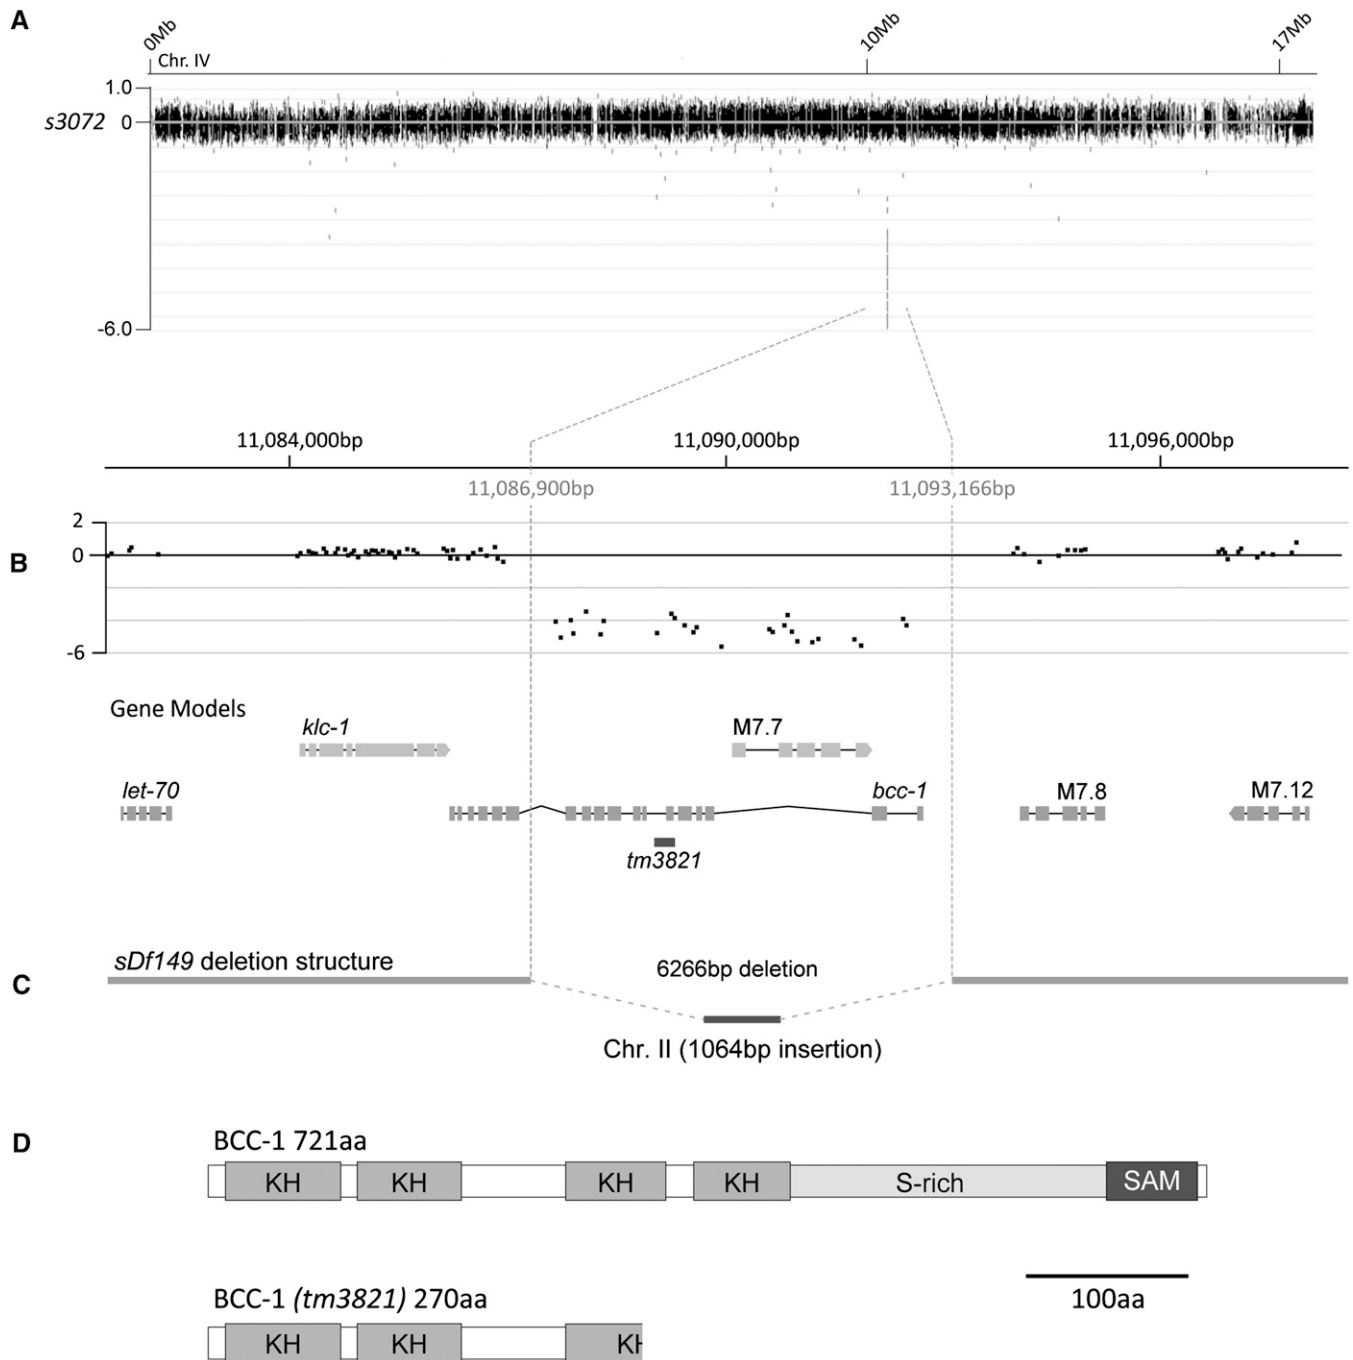 A
0Mb
10Mb
17Mb
Chr. IV
1.0
s3072
0
-6.0
11,084,000bp
11,090,000bp
11,096,000bp
11,086,900bp
11,093,166bp
B
2
0
-6
Gene Models
klc-1
M7.7
let-70
bcc-1
M7.8
M7.12
tm3821
C
sDf149 deletion structure
6266bp deletion
Chr. II (1064bp insertion)
D
BCC-1 721aa
KH
KH
KH
KH
S-rich
SAM
100aa
BCC-1 (tm3821) 270aa
KH
KH
KH